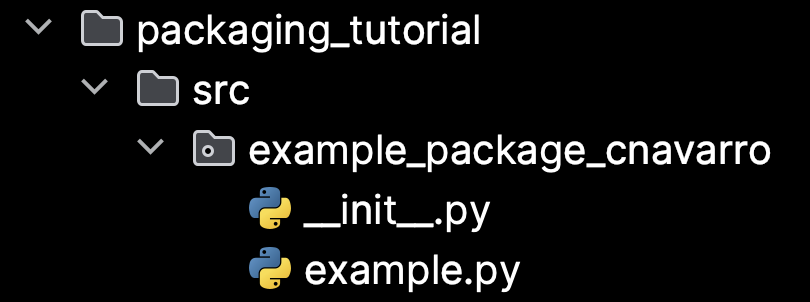 packaging_tutorial
src
example_package_cnavarro
__init__.py
example.py